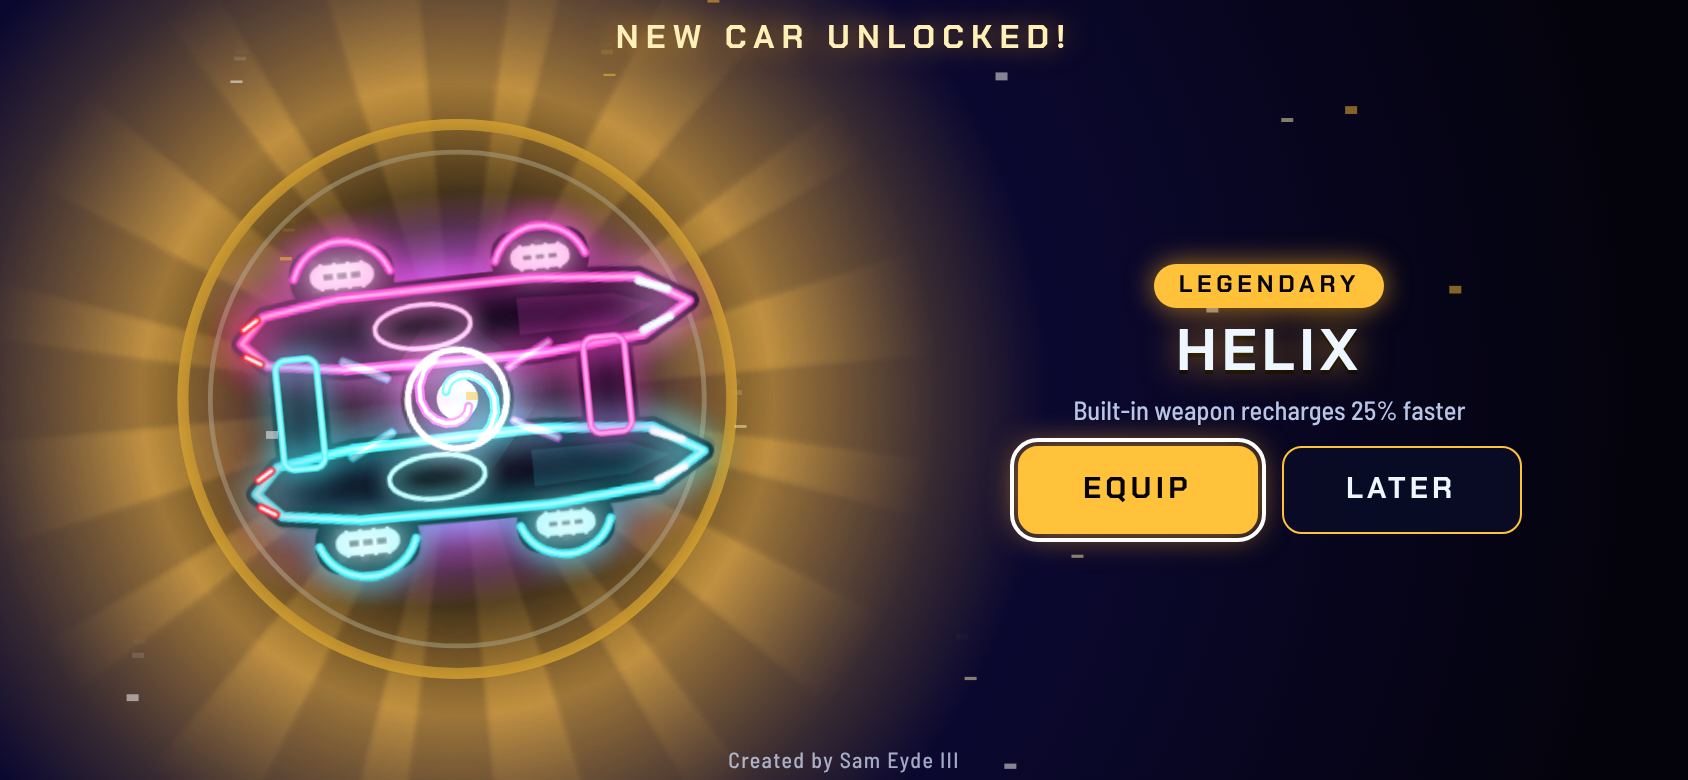 NEW CAR UNLOCKED!
LEGENDARY
HELIX
Built-in weapon recharges 25% faster
EQUIP
LATER
Created by Sam Eyde III